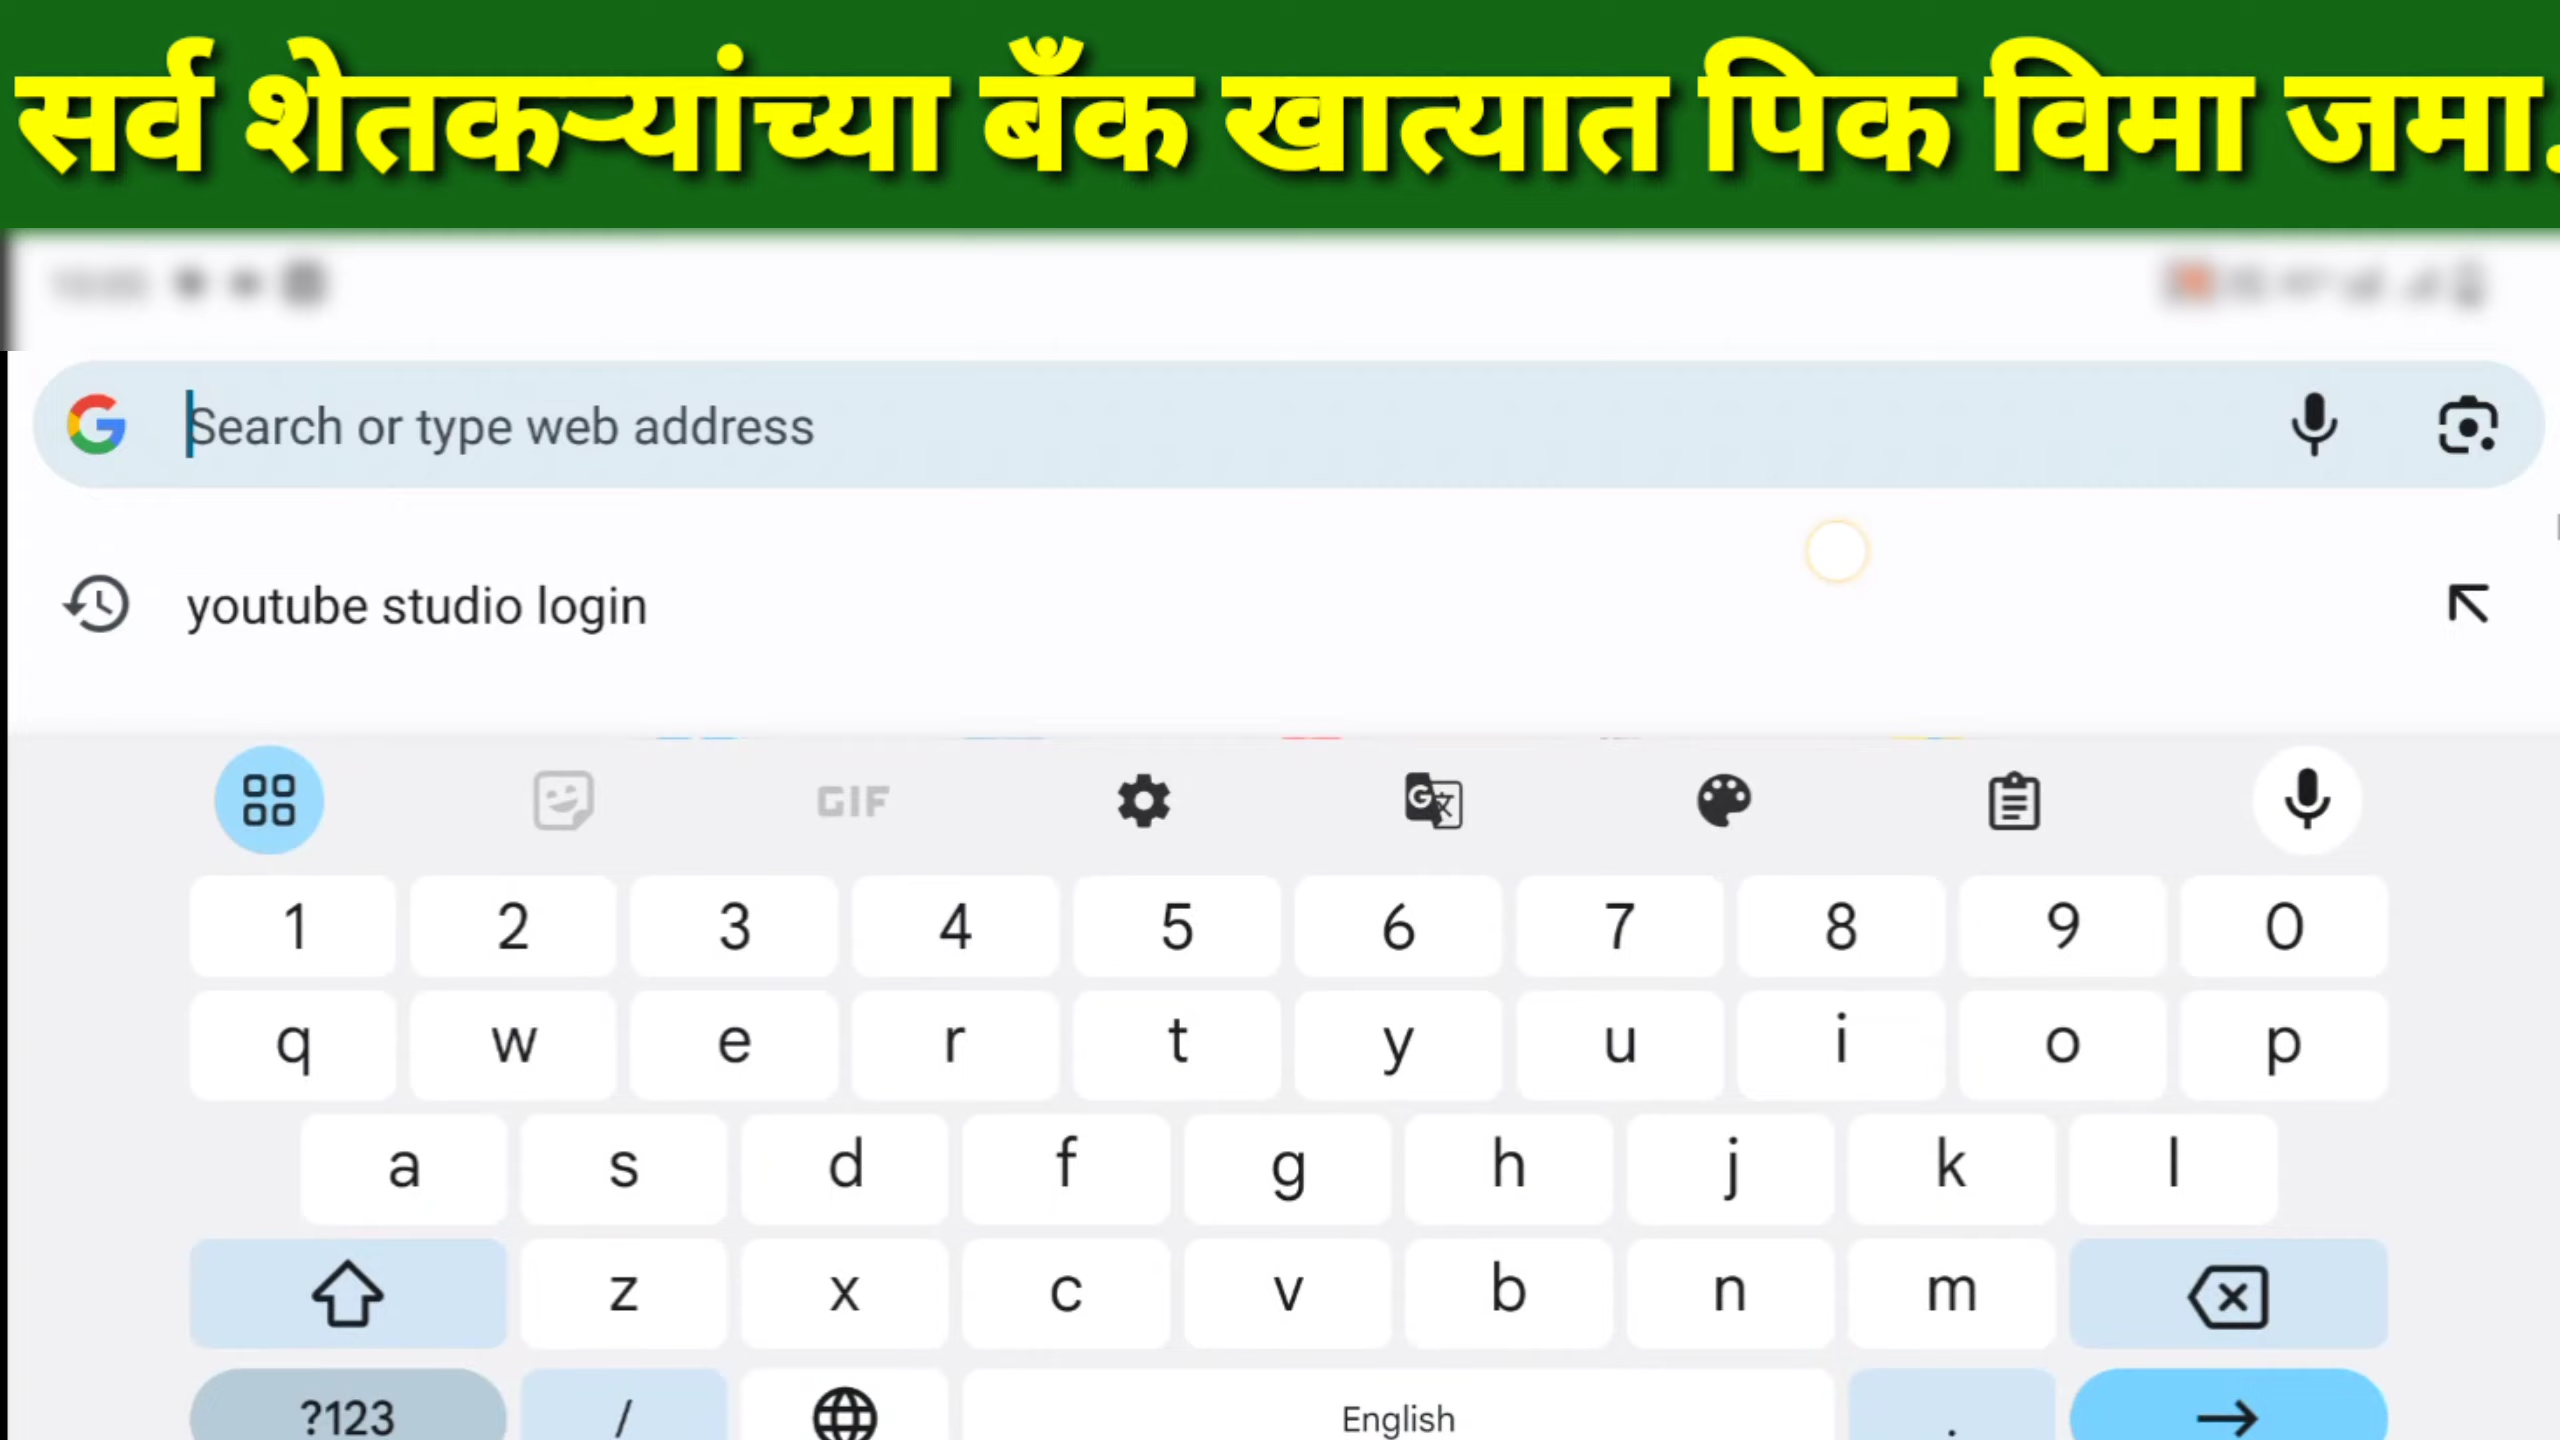 सर्व शेतकऱ्यांच्या बँक खात्यात पिक विमा जमा.
Search or type web address
youtube studio login
GIF
1 2 3 4 5 6 7 8 9 0
q w e r t y u i o p
a s d f g h j k l
z x c v b n m
?123 / English .